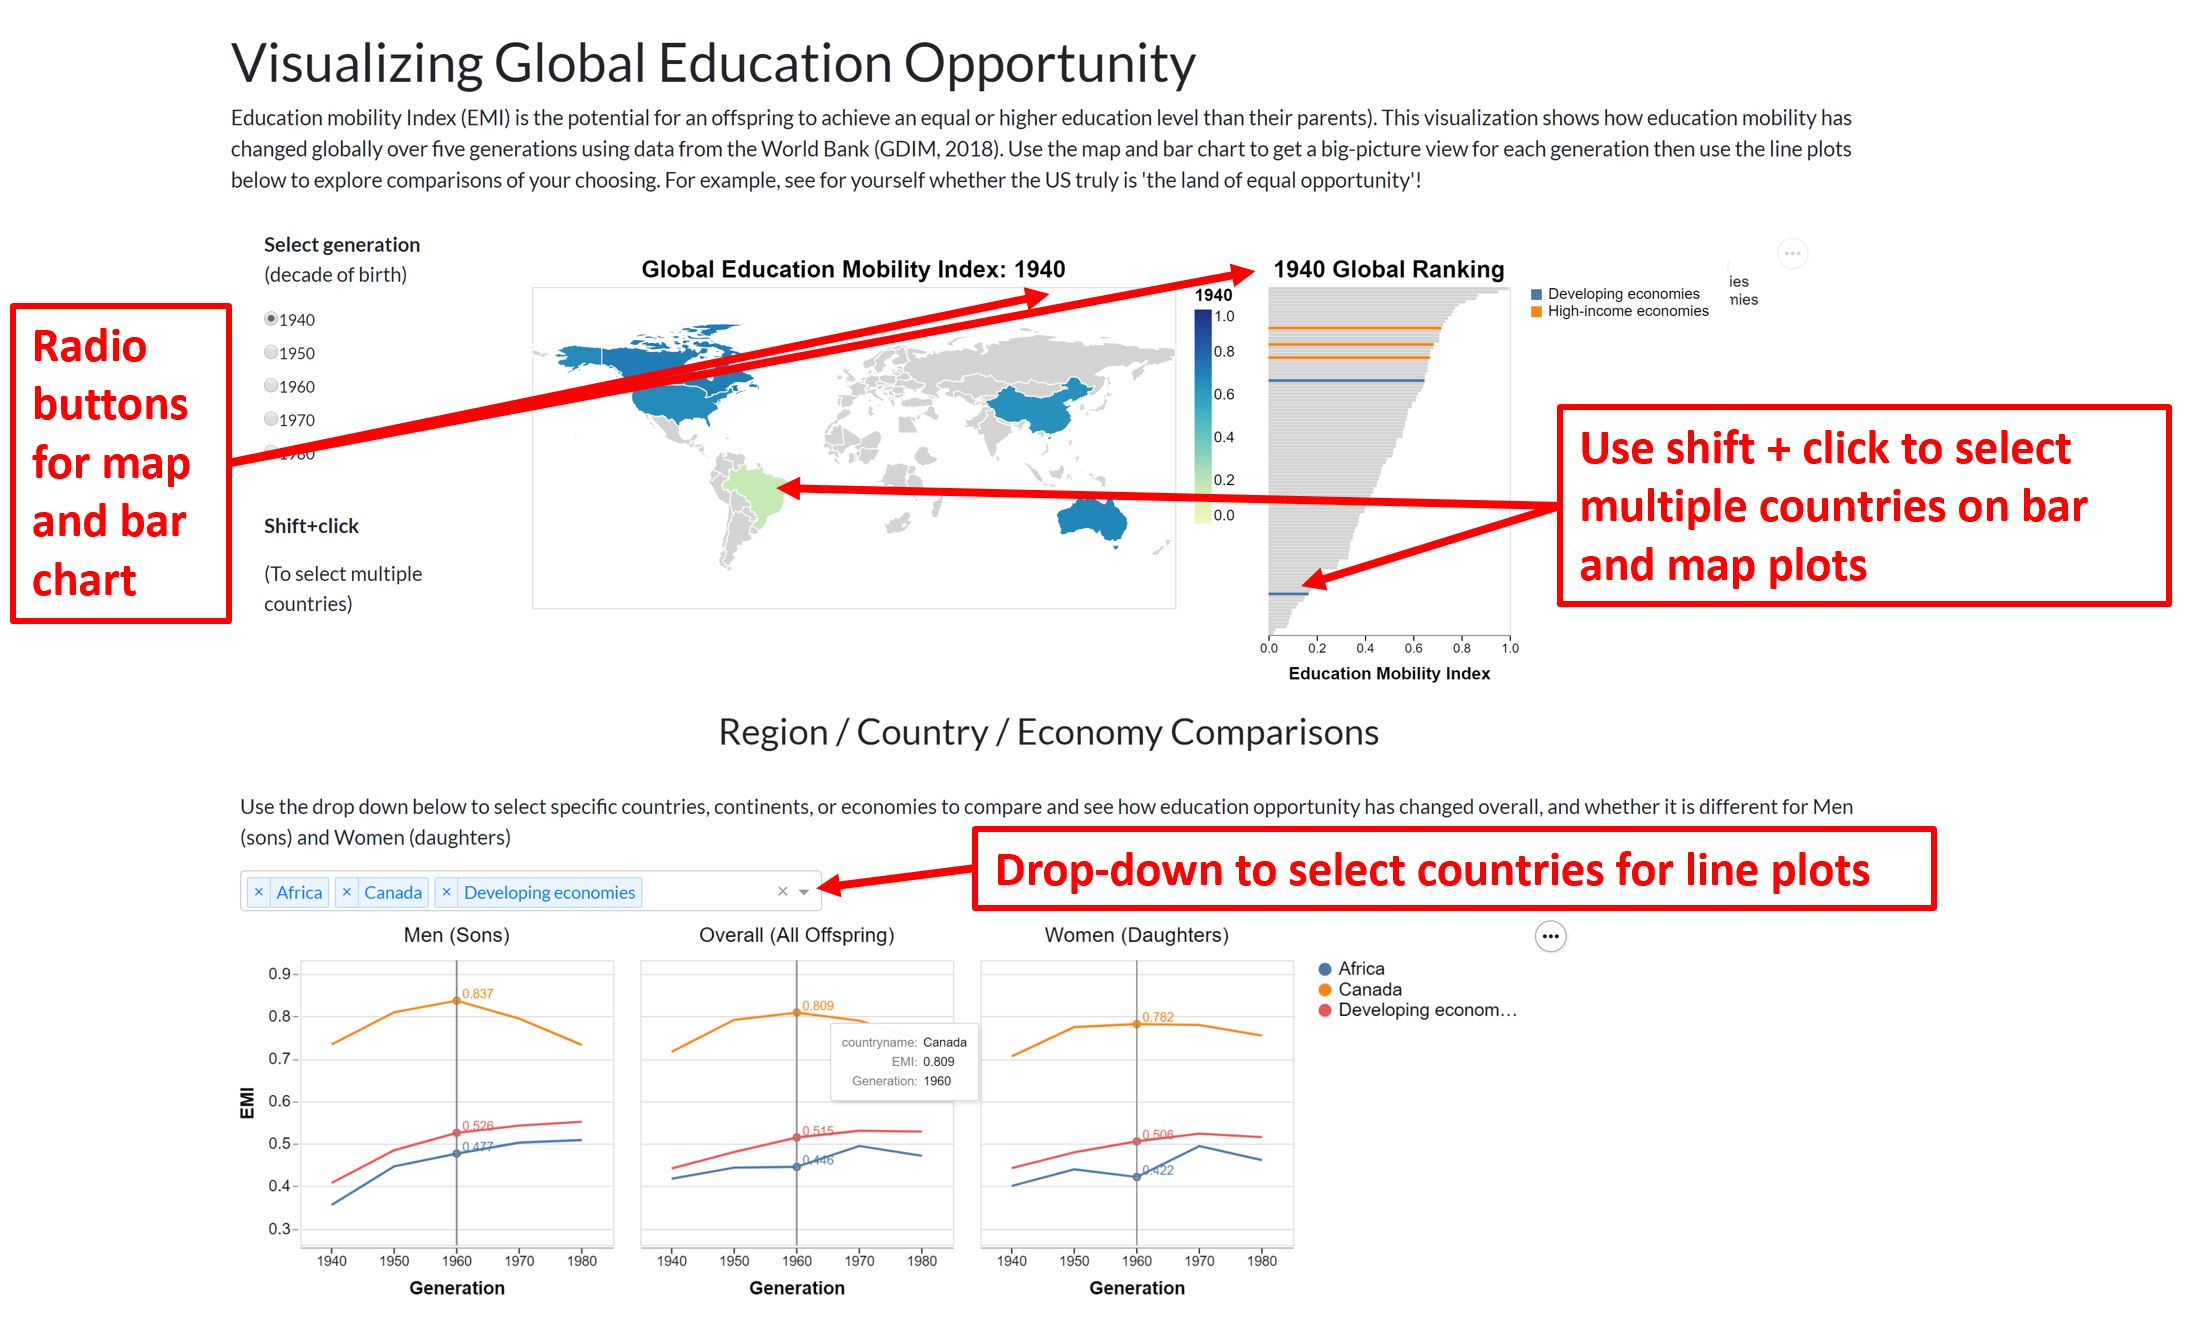 Visualizing Global Education Opportunity
Education mobility Index (EMI) is the potential for an offspring to achieve an equal or higher education level than their parents). This visualization shows how education mobility has
changed globally over five generations using data from the World Bank (GDIM, 2018). Use the map and bar chart to get a big-picture view for each generation then use the line plots
below to explore comparisons of your choosing. For example, see for yourself whether the US truly is 'the land of equal opportunity'!
Select generation
(decade of birth)
1940
1950
1960
1970
1980
Shift+click
(To select multiple
countries)
Radio
buttons
for map
and bar
chart
Global Education Mobility Index: 1940
1940
1.0
0.8
0.6
0.4
0.2
0.0
1940 Global Ranking
0.0 0.2 0.4 0.6 0.8 1.0
Education Mobility Index
Developing economies
High-income economies
ies
nies
Use shift + click to select
multiple countries on bar
and map plots
Region / Country / Economy Comparisons
Use the drop down below to select specific countries, continents, or economies to compare and see how education opportunity has changed overall, and whether it is different for Men
(sons) and Women (daughters)
× Africa × Canada × Developing economies ×
Drop-down to select countries for line plots
Men (Sons)
EMI
0.9
0.8
0.7
0.6
0.5
0.4
0.3
0.837
0.526
0.477
1940 1950 1960 1970 1980
Generation
Overall (All Offspring)
0.809
countryname: Canada
EMI: 0.809
Generation: 1960
0.515
0.446
1940 1950 1960 1970 1980
Generation
Women (Daughters)
0.782
0.506
0.422
1940 1950 1960 1970 1980
Generation
Africa
Canada
Developing econom…